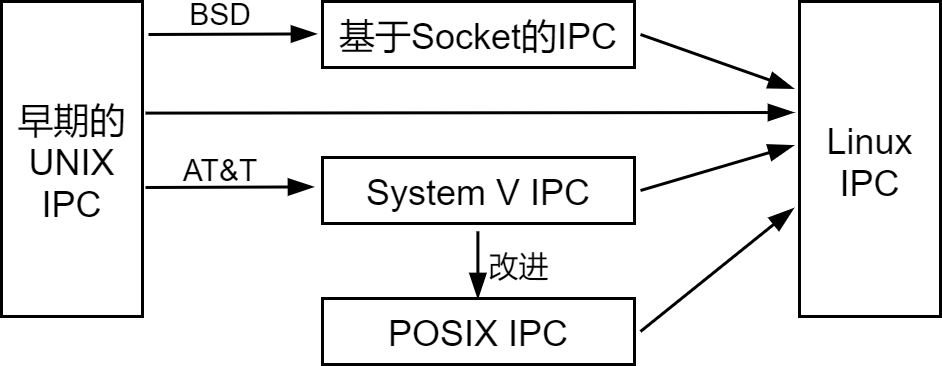 BSD
基于Socket的IPC
早期的
UNIX
IPC
Linux
IPC
AT&T
System V IPC
改进
POSIX IPC